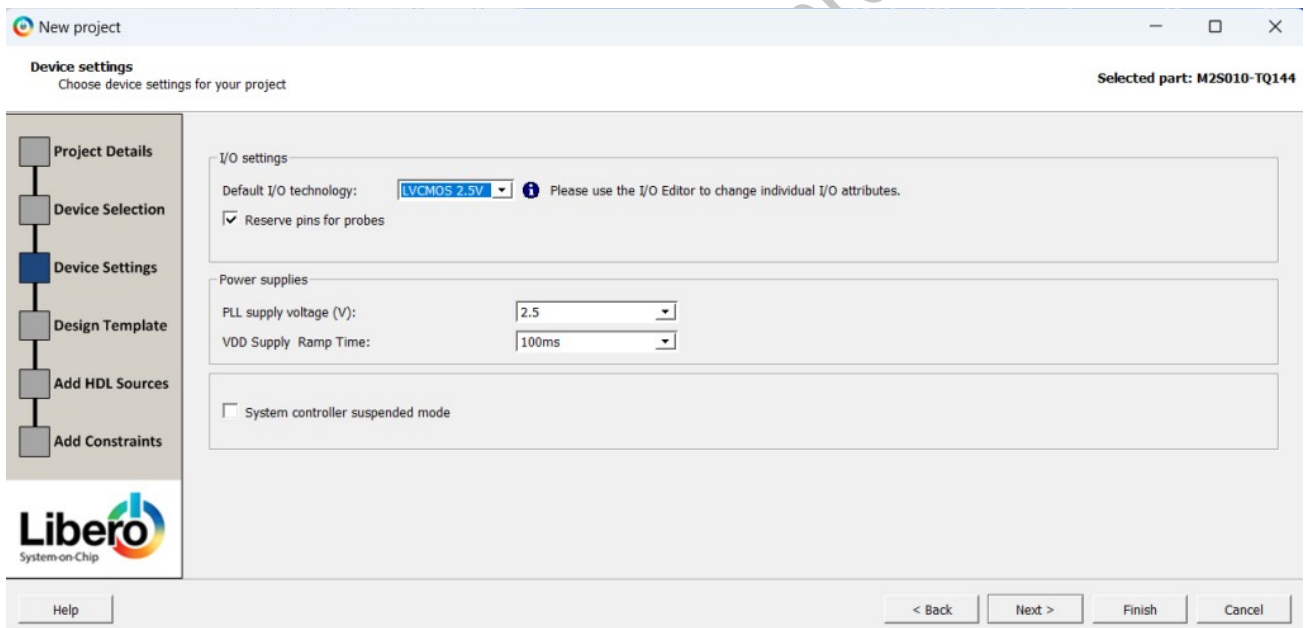 New project
Device settings
Choose device settings for your project
Selected part: M2S010-TQ144
Project Details
Device Selection
Device Settings
Design Template
Add HDL Sources
Add Constraints
Libero
System-on-Chip
I/O settings
Default I/O technology: LVCMOS 2.5V Please use the I/O Editor to change individual I/O attributes.
Reserve pins for probes
Power supplies
PLL supply voltage (V): 2.5
VDD Supply Ramp Time: 100ms
System controller suspended mode
Help < Back Next > Finish Cancel